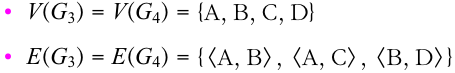 • V(G₃) = V(G₄) = {A, B, C, D}
• E(G₃) = E(G₄) = {⟨A, B⟩, ⟨A, C⟩, ⟨B, D⟩}